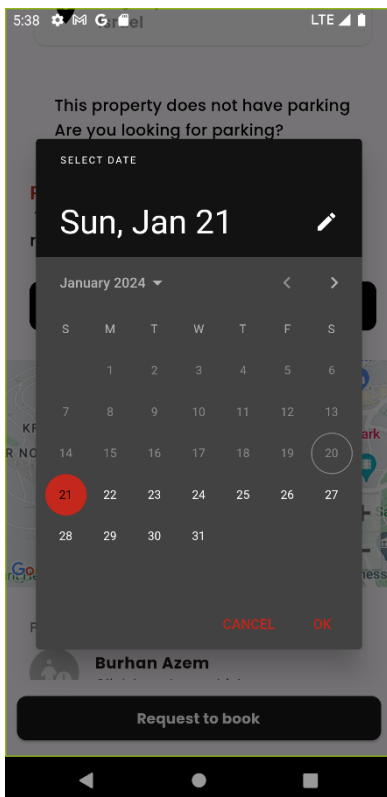 5:38 G LTE
This property does not have parking
Are you looking for parking?
SELECT DATE
Sun, Jan 21
January 2024
S M T W T F S
1 2 3 4 5 6
7 8 9 10 11 12 13
14 15 16 17 18 19 20
21 22 23 24 25 26 27
28 29 30 31
CANCEL OK
Burhan Azem
Request to book